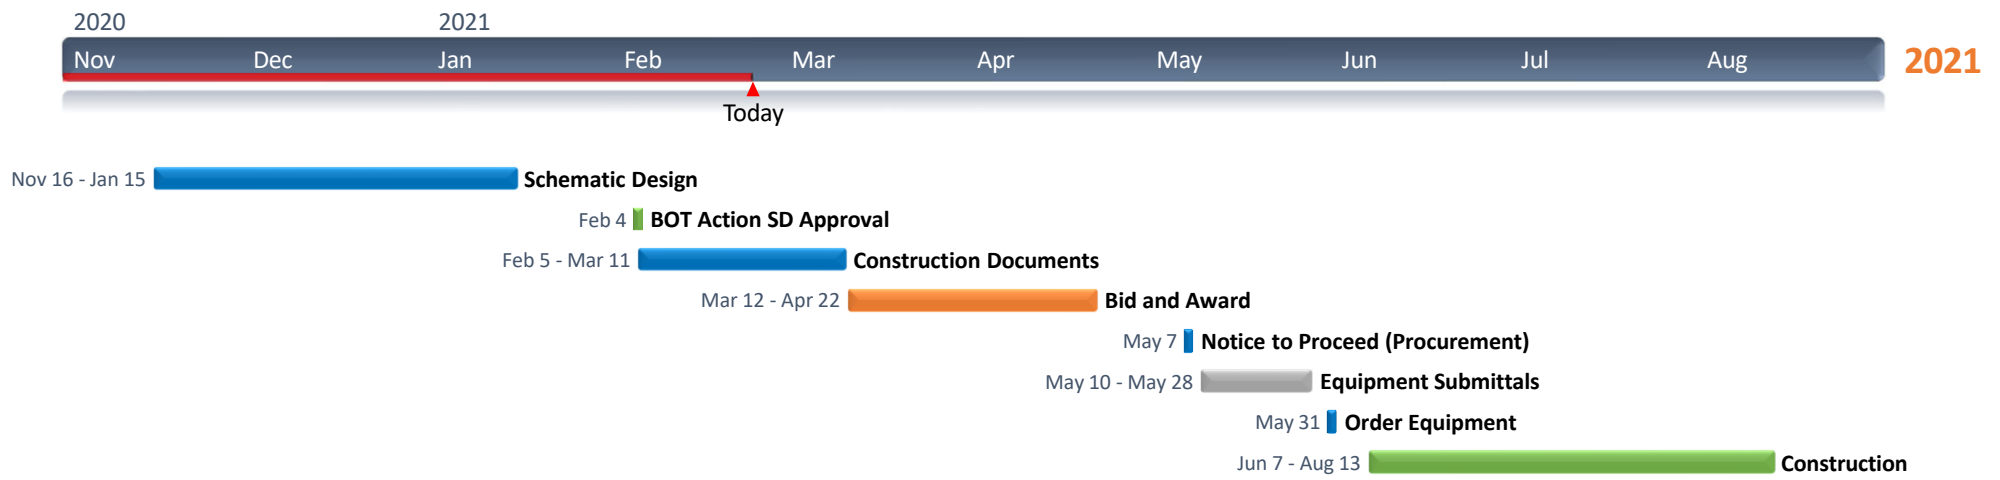 2020 2021
Nov Dec Jan Feb Mar Apr May Jun Jul Aug 2021
Today
Nov 16 - Jan 15 Schematic Design
Feb 4 BOT Action SD Approval
Feb 5 - Mar 11 Construction Documents
Mar 12 - Apr 22 Bid and Award
May 7 Notice to Proceed (Procurement)
May 10 - May 28 Equipment Submittals
May 31 Order Equipment
Jun 7 - Aug 13 Construction